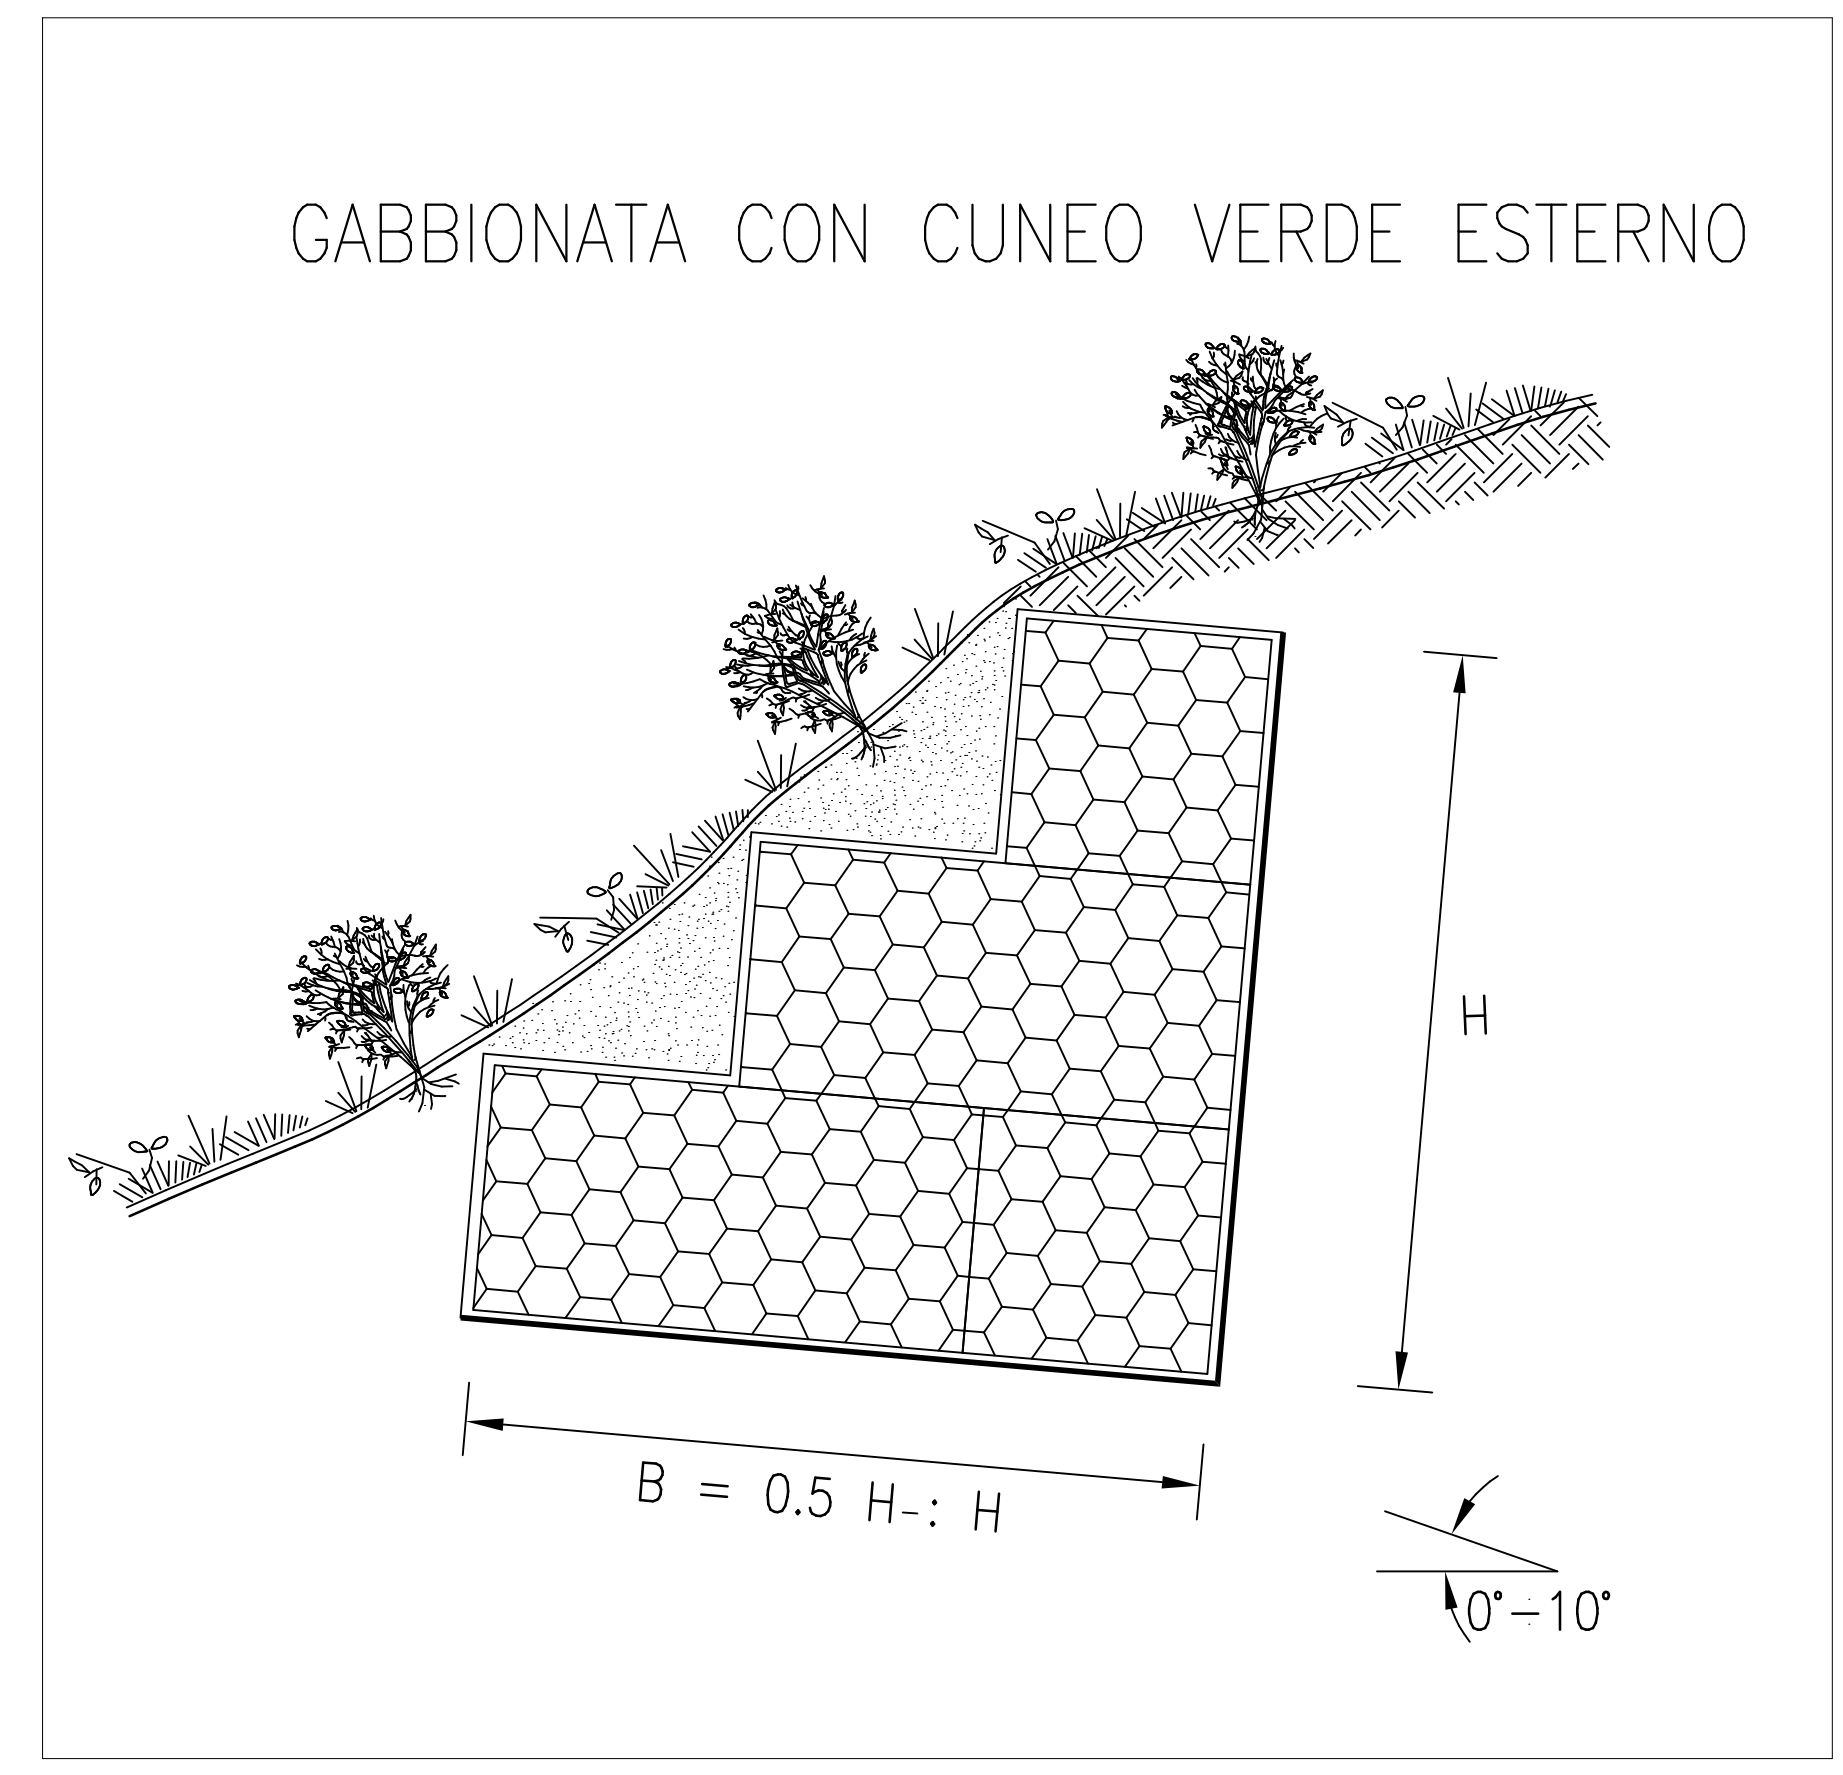 GABBIONATA CON CUNEO VERDE ESTERNO
H
B = 0.5 H-: H
0°÷10°